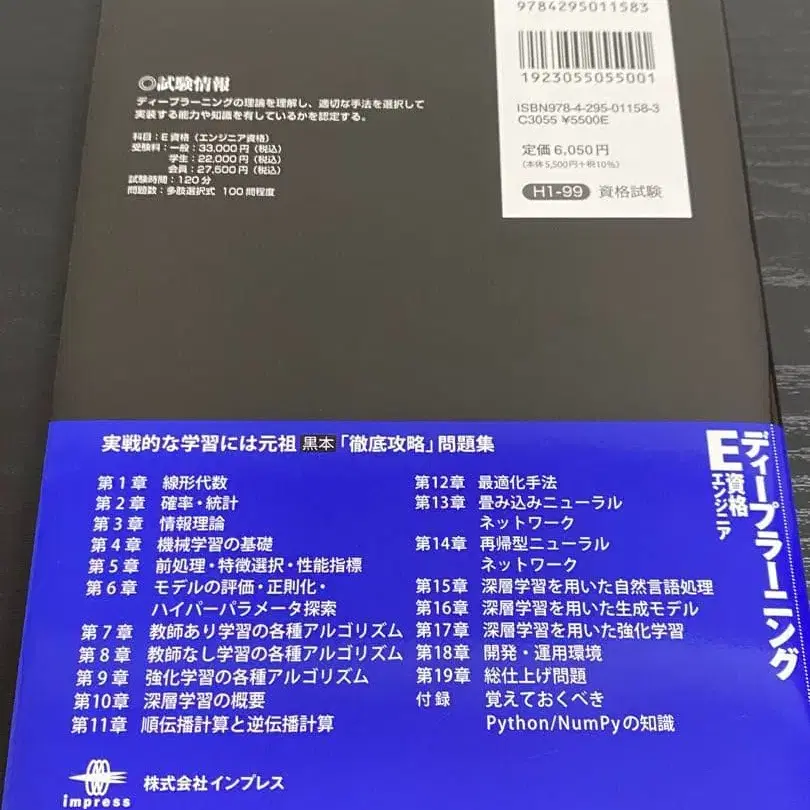 9784295011583
1923055055001
ISBN978-4-295-01158-3
C3055 ¥5500E
定価6,050円
(本体5,500円+税10%)
H1-99 資格試験
◎試験情報
ディープラーニングの理論を理解し、適切な手法を選択して
実装する能力や知識を有しているかを認定する。
科目:E資格(エンジニア資格)
受験料:一般:33,000円(税込)
学生:22,000円(税込)
会員:27,500円(税込)
試験時間:120分
問題数:多肢選択式 100問程度
実戦的な学習には元祖 黒本「徹底攻略」問題集
第1章 線形代数
第2章 確率・統計
第3章 情報理論
第4章 機械学習の基礎
第5章 前処理・特徴選択・性能指標
第6章 モデルの評価・正則化・
ハイパーパラメータ探索
第7章 教師あり学習の各種アルゴリズム
第8章 教師なし学習の各種アルゴリズム
第9章 強化学習の各種アルゴリズム
第10章 深層学習の概要
第11章 順伝播計算と逆伝播計算
第12章 最適化手法
第13章 畳み込みニューラル
ネットワーク
第14章 再帰型ニューラル
ネットワーク
第15章 深層学習を用いた自然言語処理
第16章 深層学習を用いた生成モデル
第17章 深層学習を用いた強化学習
第18章 開発・運用環境
第19章 総仕上げ問題
付録 覚えておくべき
Python/NumPyの知識
ディープラーニング
E資格
エンジニア
impress
株式会社インプレス